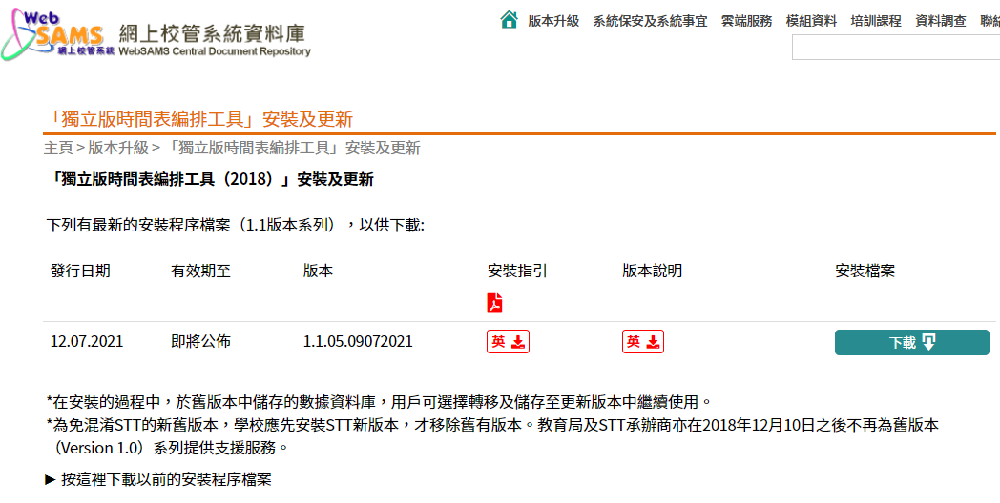 Web
SAMS
網上校管系統
網上校管系統資料庫
WebSAMS Central Document Repository
版本升級 系統保安及系統事宜 雲端服務 模組資料 培訓課程 資料調查 聯絡
「獨立版時間表編排工具」安裝及更新
主頁 > 版本升級 > 「獨立版時間表編排工具」安裝及更新
「獨立版時間表編排工具（2018）」安裝及更新
下列有最新的安裝程序檔案（1.1版本系列），以供下載:
發行日期 有效期至 版本 安裝指引 版本說明 安裝檔案
12.07.2021 即將公佈 1.1.05.09072021 英 英 下載
*在安裝的過程中，於舊版本中儲存的數據資料庫，用戶可選擇轉移及儲存至更新版本中繼續使用。
*為免混淆STT的新舊版本，學校應先安裝STT新版本，才移除舊有版本。教育局及STT承辦商亦在2018年12月10日之後不再為舊版本
（Version 1.0）系列提供支援服務。
► 按這裡下載以前的安裝程序檔案